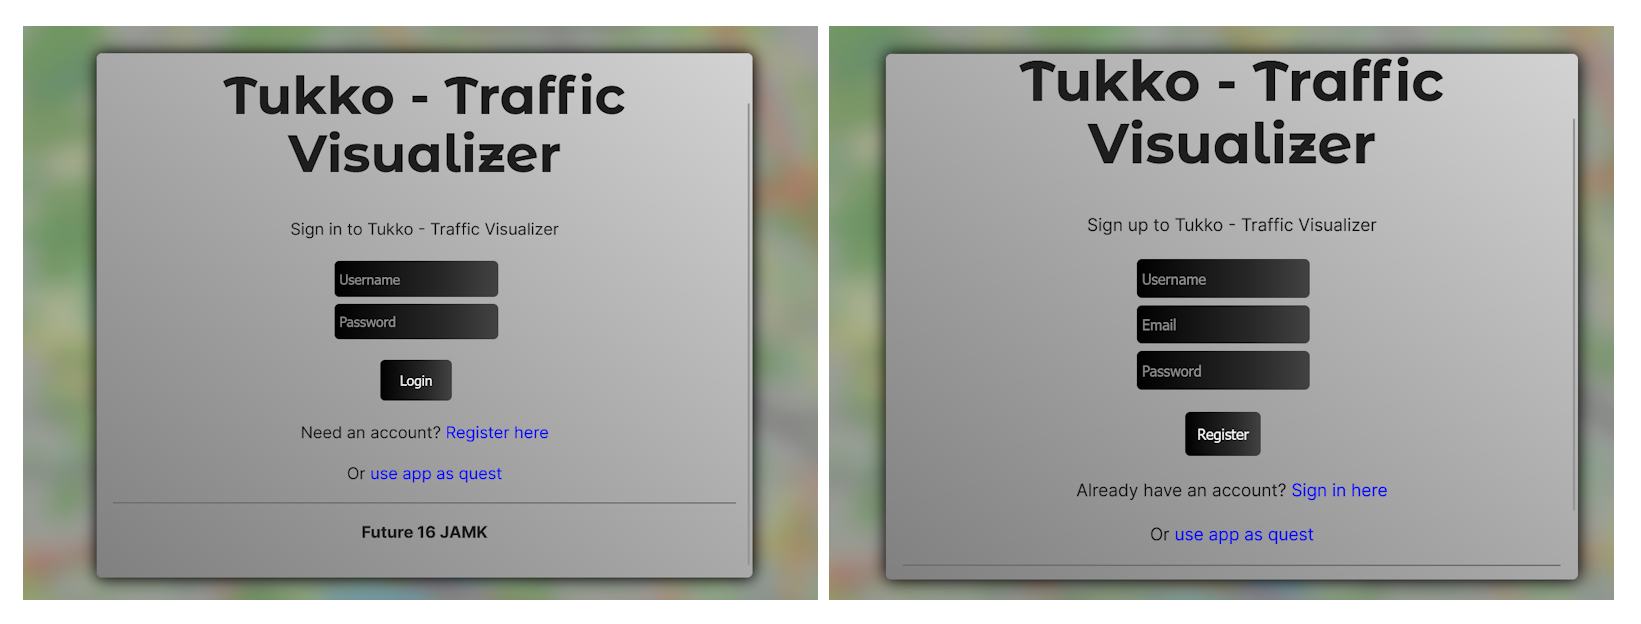 Tukko - Traffic
Visualizer
Sign in to Tukko - Traffic Visualizer
Username
Password
Login
Need an account? Register here
Or use app as quest
Future 16 JAMK
Tukko - Traffic
Visualizer
Sign up to Tukko - Traffic Visualizer
Username
Email
Password
Register
Already have an account? Sign in here
Or use app as quest